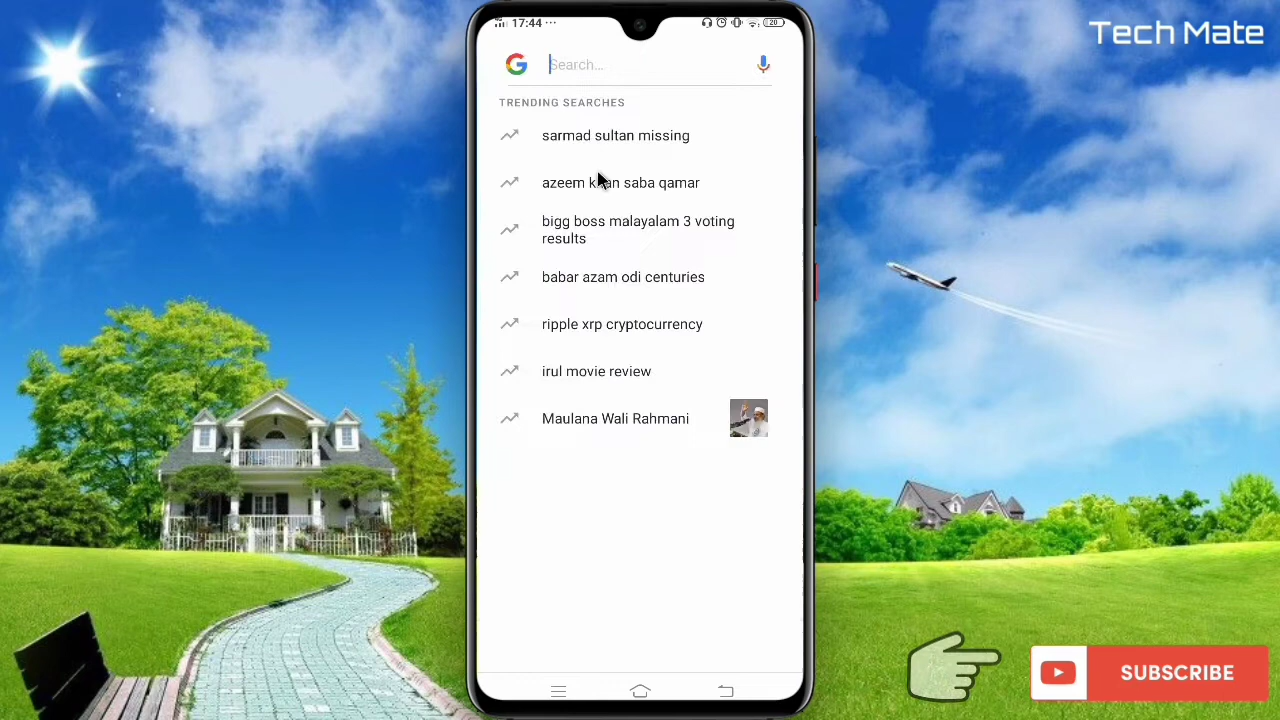 17:44 ...
20
Tech Mate
Search...
TRENDING SEARCHES
sarmad sultan missing
azeem khan saba qamar
bigg boss malayalam 3 voting
results
babar azam odi centuries
ripple xrp cryptocurrency
irul movie review
Maulana Wali Rahmani
SUBSCRIBE